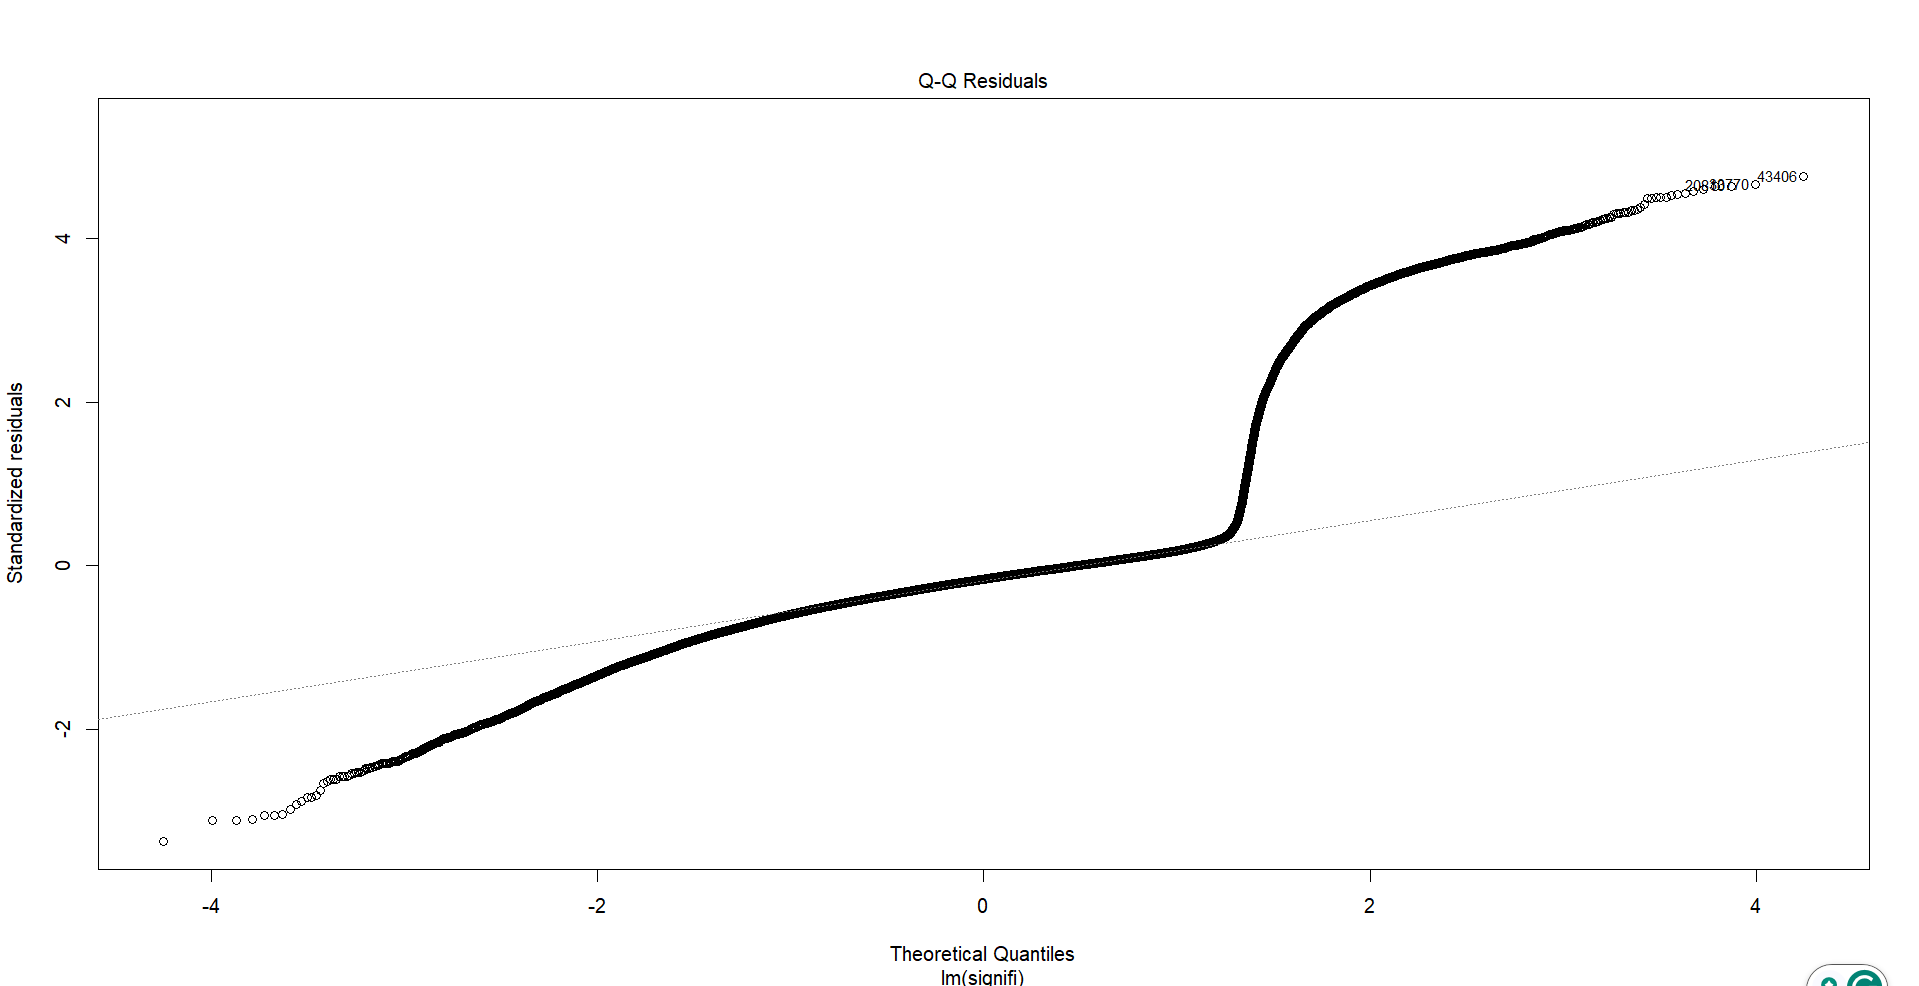 Q-Q Residuals
Standardized residuals
4
2
0
-2
43406
-4
-2
0
2
4
Theoretical Quantiles
lm(signifi)